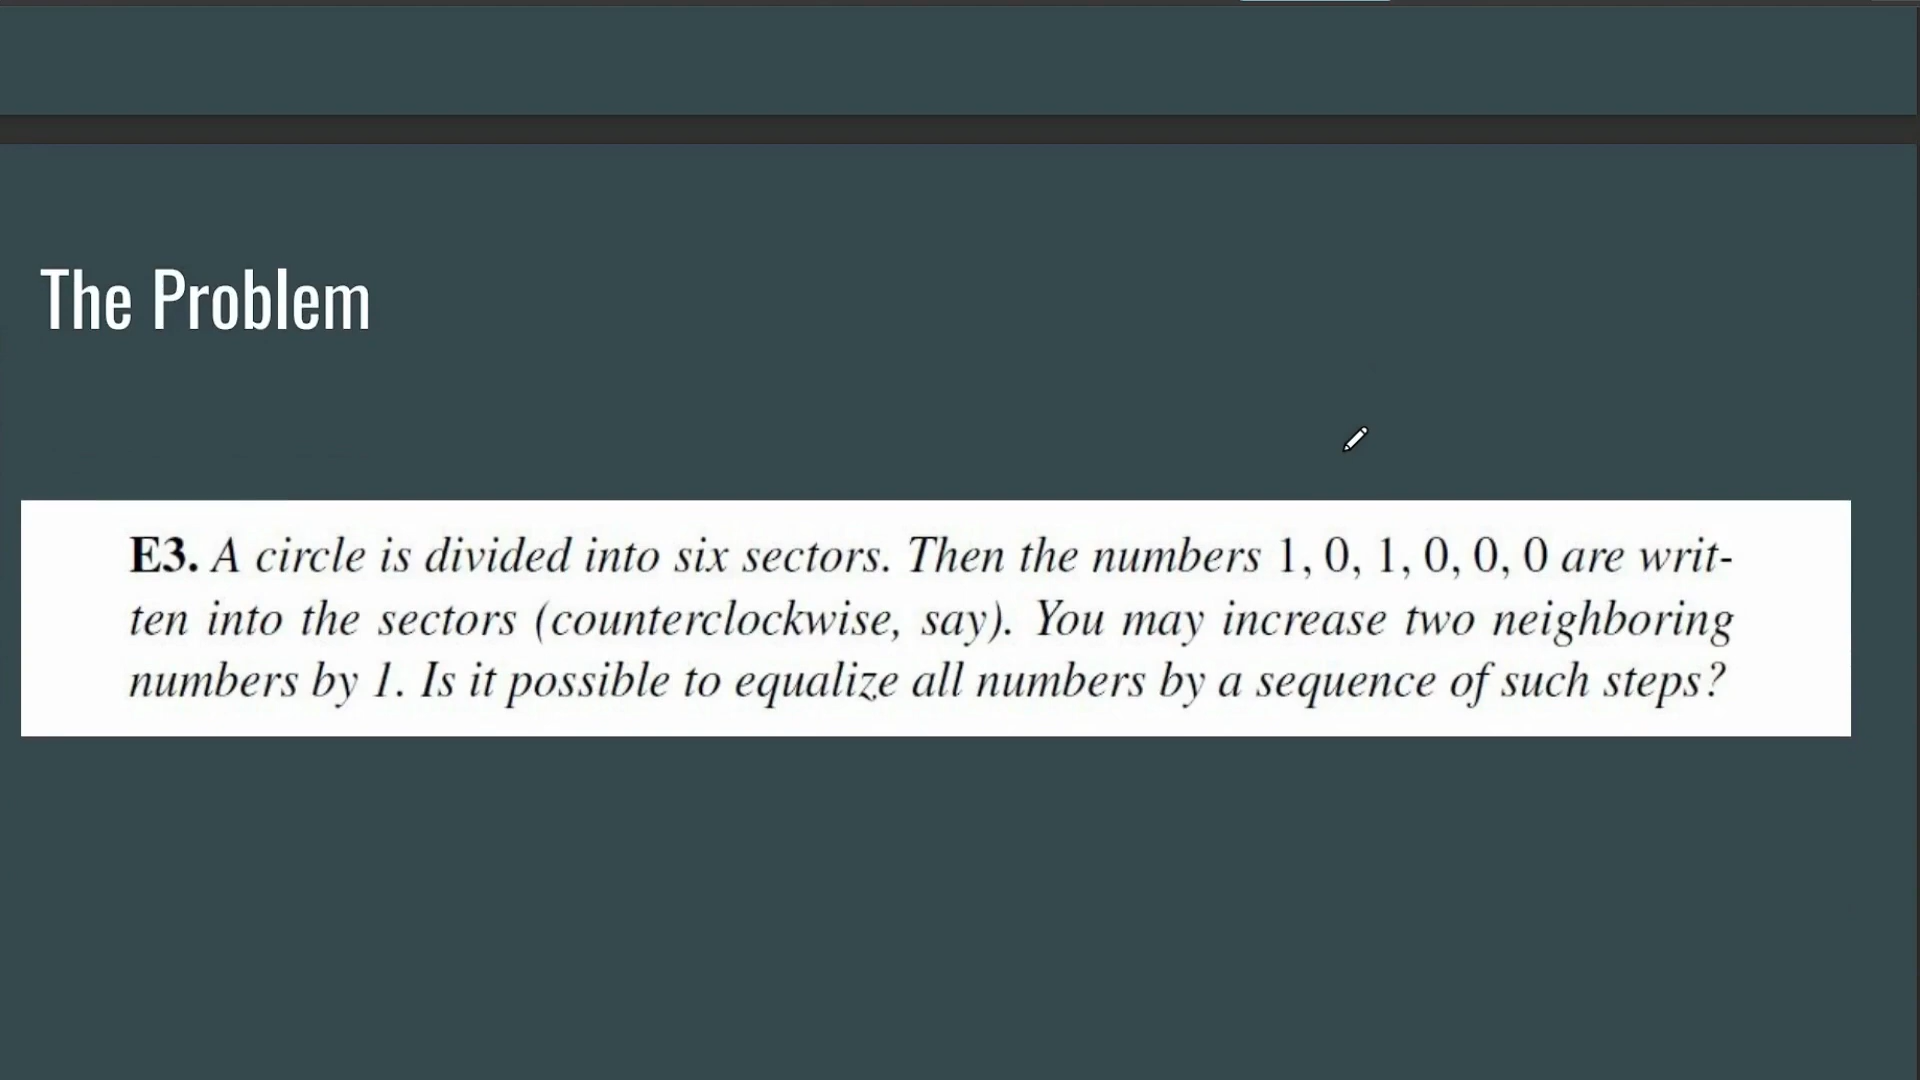 The Problem
E3. A circle is divided into six sectors. Then the numbers 1, 0, 1, 0, 0, 0 are writ-
ten into the sectors (counterclockwise, say). You may increase two neighboring
numbers by 1. Is it possible to equalize all numbers by a sequence of such steps?